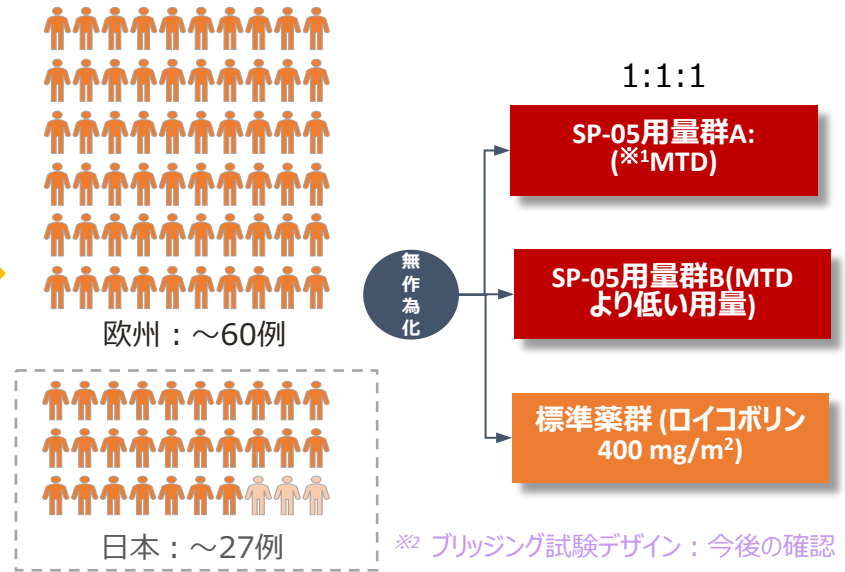 1:1:1
SP-05用量群A:
(※1MTD)
無
作
為
化
SP-05用量群B(MTD
より低い用量)
欧州：～60例
標準薬群 (ロイコボリン
400 mg/m2)
日本：～27例
※2 ブリッジング試験デザイン：今後の確認